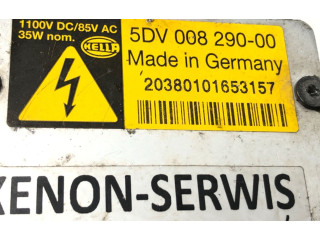 1100V DC/85V AC
35W nom.
HELLA
5DV 008 290-00
Made in Germany
20380101653157
XENON-SERWIS